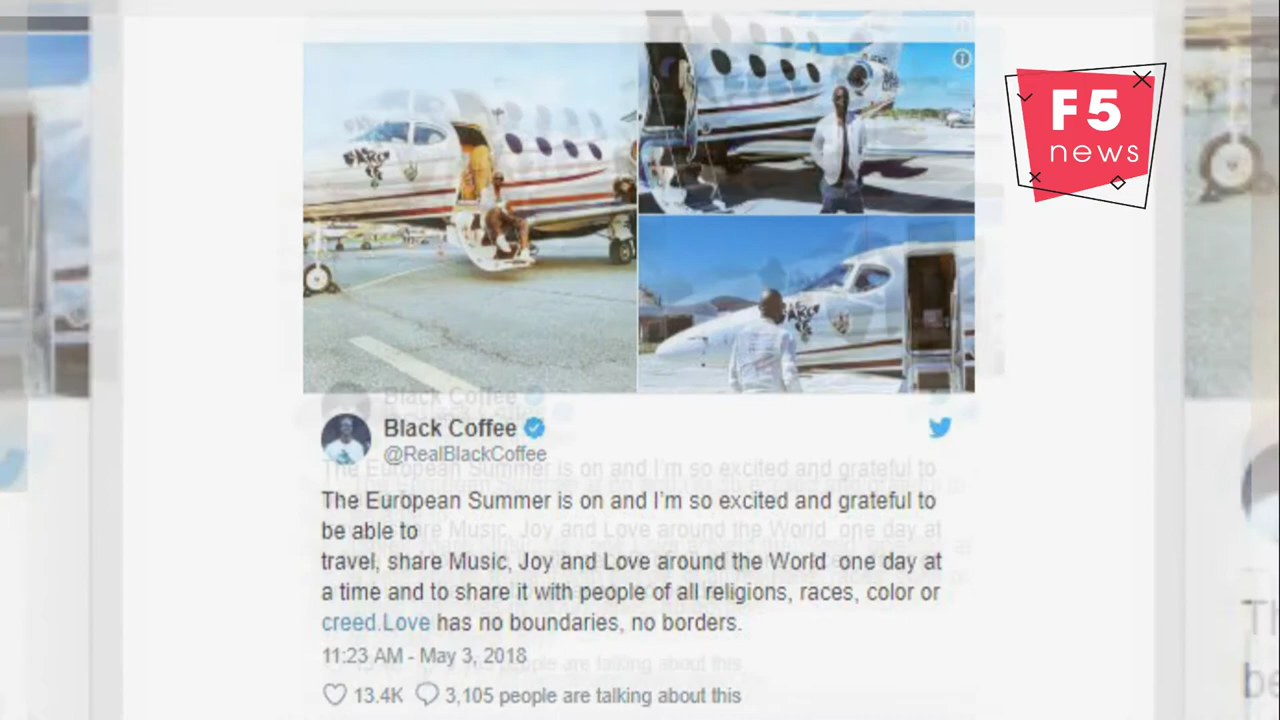 F5
news
Black Coffee
@RealBlackCoffee
The European Summer is on and I'm so excited and grateful to
be able to
travel, share Music, Joy and Love around the World one day at
a time and to share it with people of all religions, races, color or
creed.Love has no boundaries, no borders.
11:23 AM - May 3, 2018
13.4K 3,105 people are talking about this